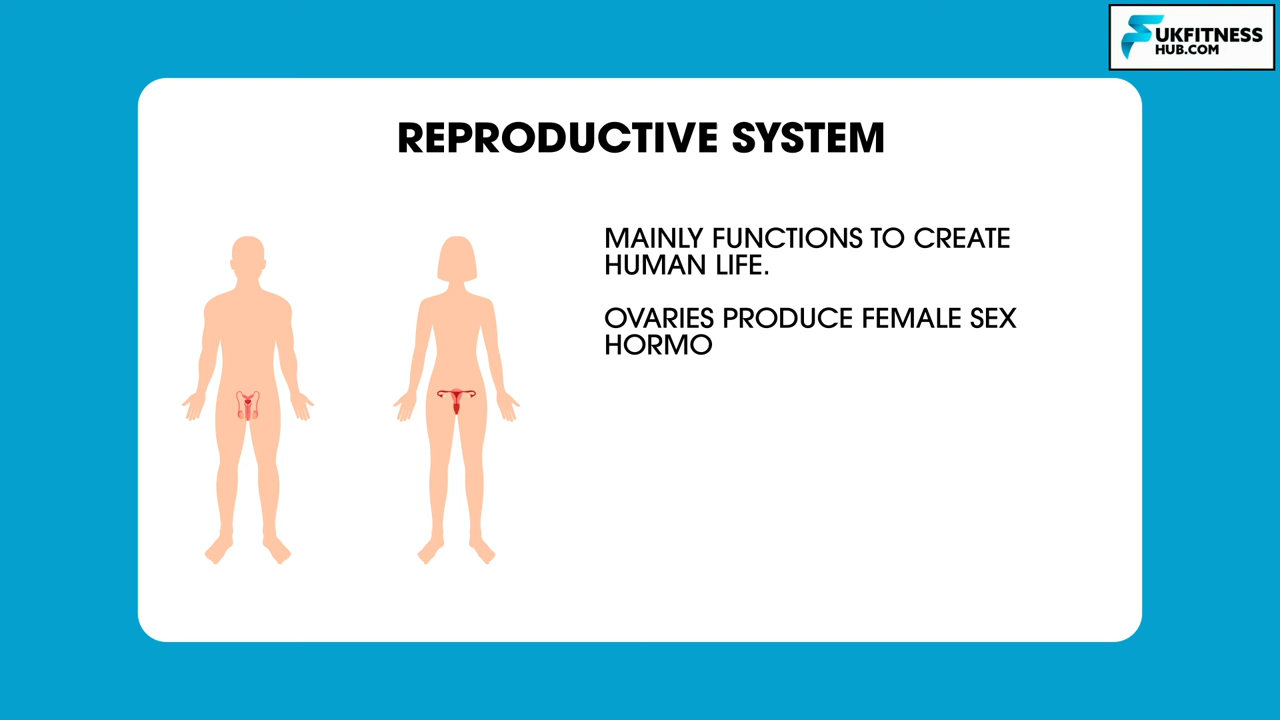 UKFITNESS
HUB.COM
REPRODUCTIVE SYSTEM
MAINLY FUNCTIONS TO CREATE
HUMAN LIFE.
OVARIES PRODUCE FEMALE SEX
HORMO